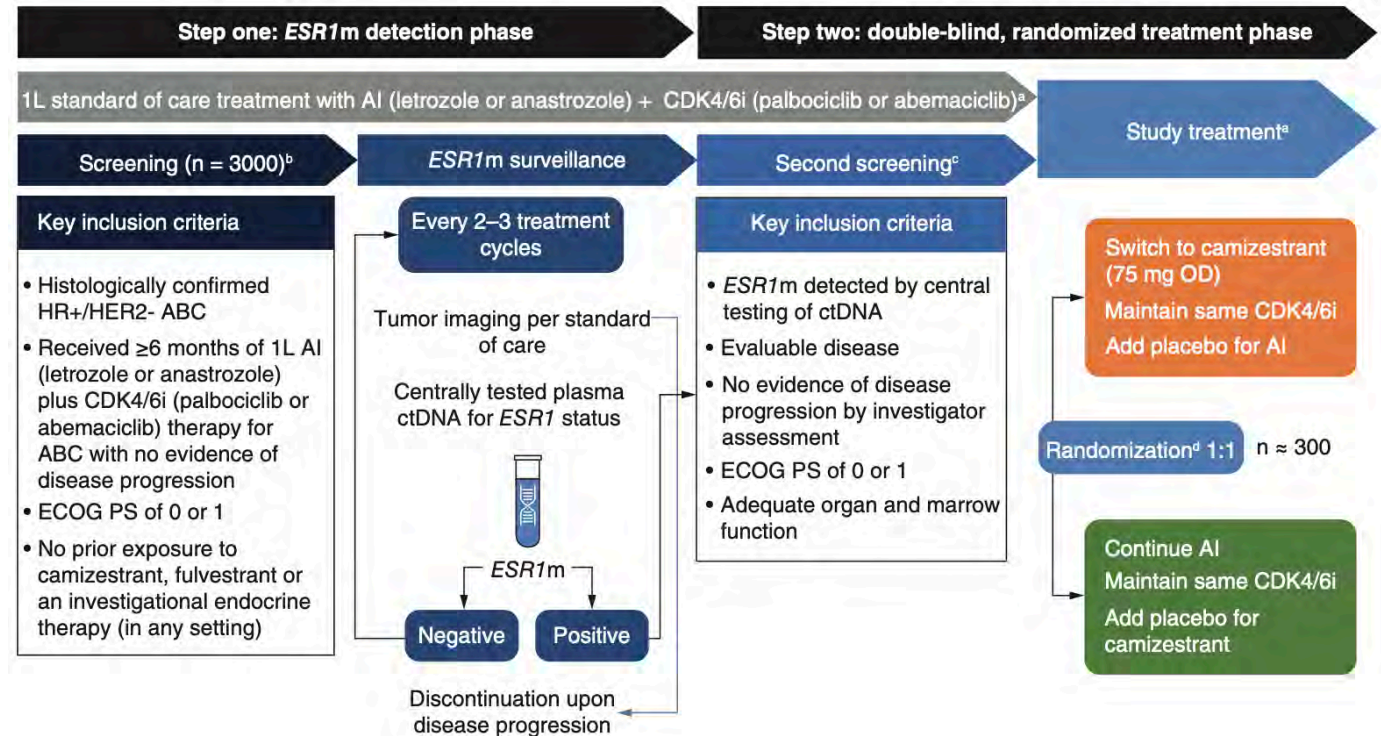 Step one: ESR1m detection phase
Step two: double-blind, randomized treatment phase
1L standard of care treatment with AI (letrozole or anastrozole) + CDK4/6i (palbociclib or abemaciclib)ᵃ
Study treatmentᵃ
Screening (n = 3000)ᵇ
ESR1m surveillance
Second screeningᶜ
Key inclusion criteria
• Histologically confirmed
HR+/HER2- ABC
• Received ≥6 months of 1L AI
(letrozole or anastrozole)
plus CDK4/6i (palbociclib or
abemaciclib) therapy for
ABC with no evidence of
disease progression
• ECOG PS of 0 or 1
• No prior exposure to
camizestrant, fulvestrant or
an investigational endocrine
therapy (in any setting)
Every 2–3 treatment
cycles
Tumor imaging per standard
of care
Centrally tested plasma
ctDNA for ESR1 status
ESR1m
Negative
Positive
Discontinuation upon
disease progression
Key inclusion criteria
• ESR1m detected by central
testing of ctDNA
• Evaluable disease
• No evidence of disease
progression by investigator
assessment
• ECOG PS of 0 or 1
• Adequate organ and marrow
function
Switch to camizestrant
(75 mg OD)
Maintain same CDK4/6i
Add placebo for AI
Randomizationᵈ 1:1
n ≈ 300
Continue AI
Maintain same CDK4/6i
Add placebo for
camizestrant